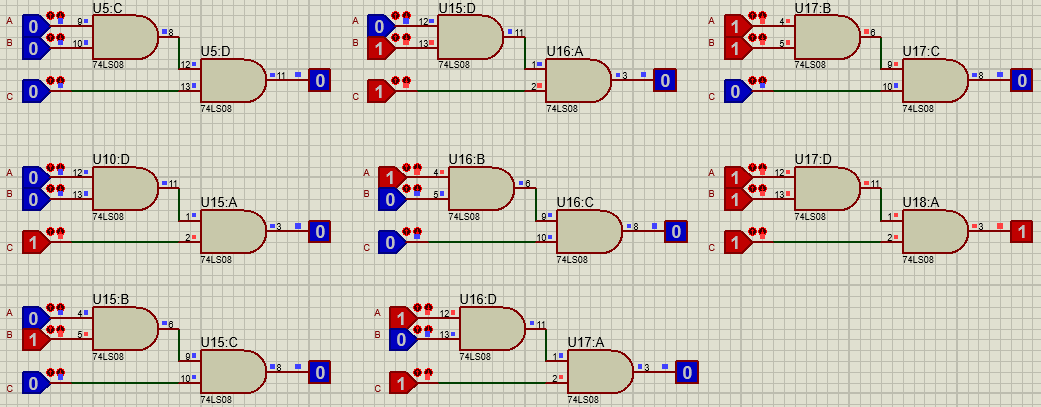 U5:C
A 0 9 8
B 0 10
74LS08
U5:D
12 11 0
C 0 13
74LS08
U15:D
A 0 12 11
B 1 13
74LS08
U16:A
1 3 0
C 1 2
74LS08
U17:B
A 1 4 6
B 1 5
74LS08
U17:C
9 8 0
C 0 10
74LS08
U10:D
A 0 12 11
B 0 13
74LS08
U15:A
1 3 0
C 1 2
74LS08
U16:B
A 1 4 6
B 0 5
74LS08
U16:C
9 8 0
C 0 10
74LS08
U17:D
A 1 12 11
B 1 13
74LS08
U18:A
1 3 1
C 1 2
74LS08
U15:B
A 0 4 6
B 1 5
74LS08
U15:C
9 8 0
C 0 10
74LS08
U16:D
A 1 12 11
B 0 13
74LS08
U17:A
1 3 0
C 1 2
74LS08